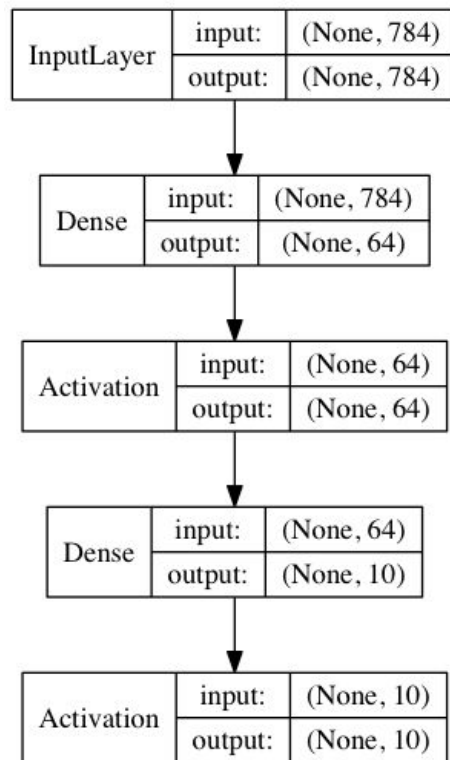 InputLayer
input: (None, 784)
output: (None, 784)
Dense
input: (None, 784)
output: (None, 64)
Activation
input: (None, 64)
output: (None, 64)
Dense
input: (None, 64)
output: (None, 10)
Activation
input: (None, 10)
output: (None, 10)